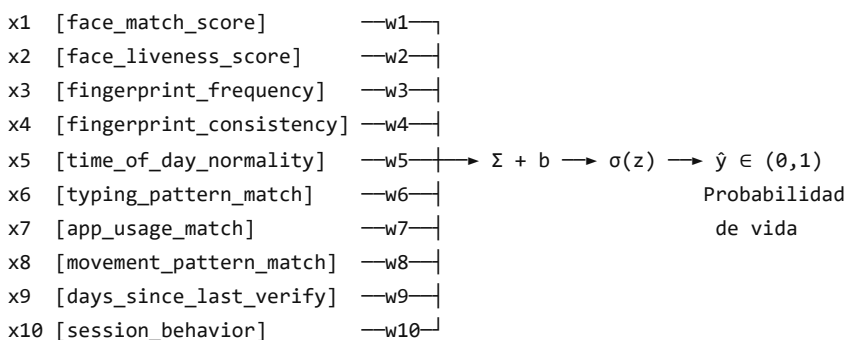 x1 [face_match_score] ──w1──┐
x2 [face_liveness_score] ──w2──┤
x3 [fingerprint_frequency] ──w3──┤
x4 [fingerprint_consistency] ──w4──┤
x5 [time_of_day_normality] ──w5──┼──► Σ + b ──► σ(z) ──► ŷ ∈ (0,1)
x6 [typing_pattern_match] ──w6──┤ Probabilidad
x7 [app_usage_match] ──w7──┤ de vida
x8 [movement_pattern_match] ──w8──┤
x9 [days_since_last_verify] ──w9──┤
x10 [session_behavior] ──w10─┘